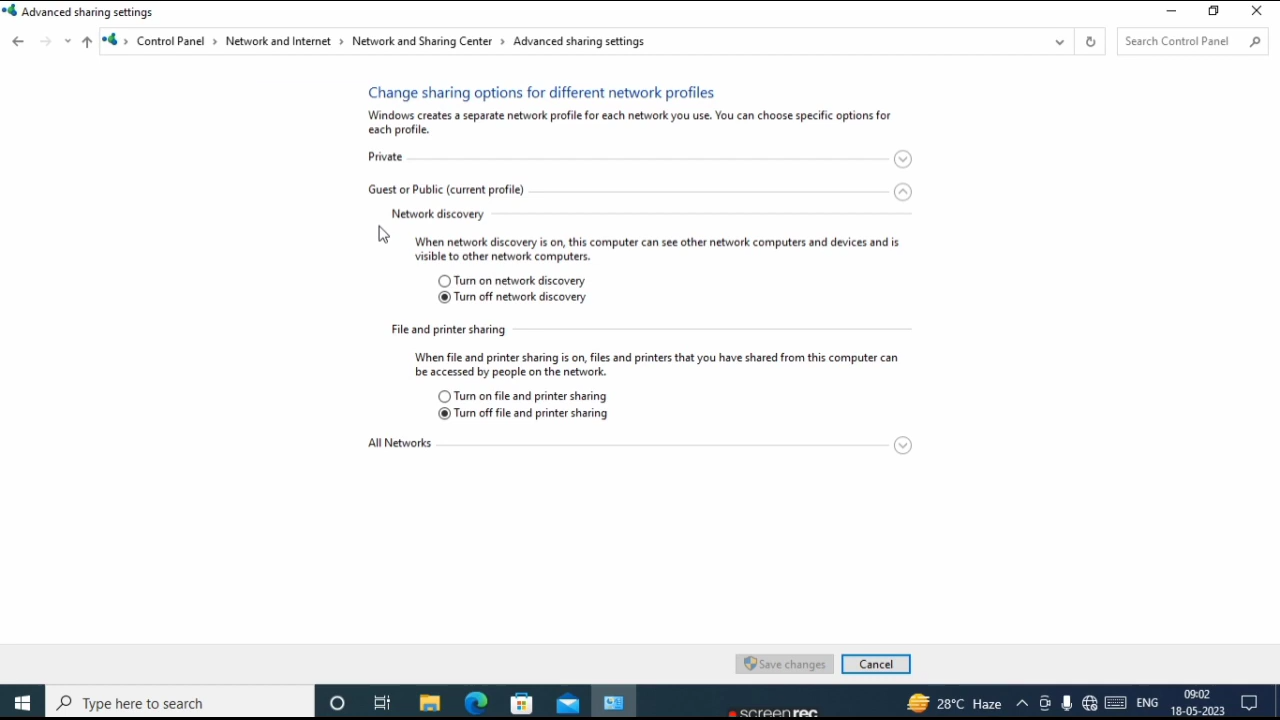 Advanced sharing settings
Control Panel > Network and Internet > Network and Sharing Center > Advanced sharing settings
Search Control Panel
Change sharing options for different network profiles
Windows creates a separate network profile for each network you use. You can choose specific options for
each profile.
Private
Guest or Public (current profile)
Network discovery
When network discovery is on, this computer can see other network computers and devices and is
visible to other network computers.
Turn on network discovery
Turn off network discovery
File and printer sharing
When file and printer sharing is on, files and printers that you have shared from this computer can
be accessed by people on the network.
Turn on file and printer sharing
Turn off file and printer sharing
All Networks
Save changes
Cancel
Type here to search
screenrec
28°C Haze
ENG
09:02
18-05-2023